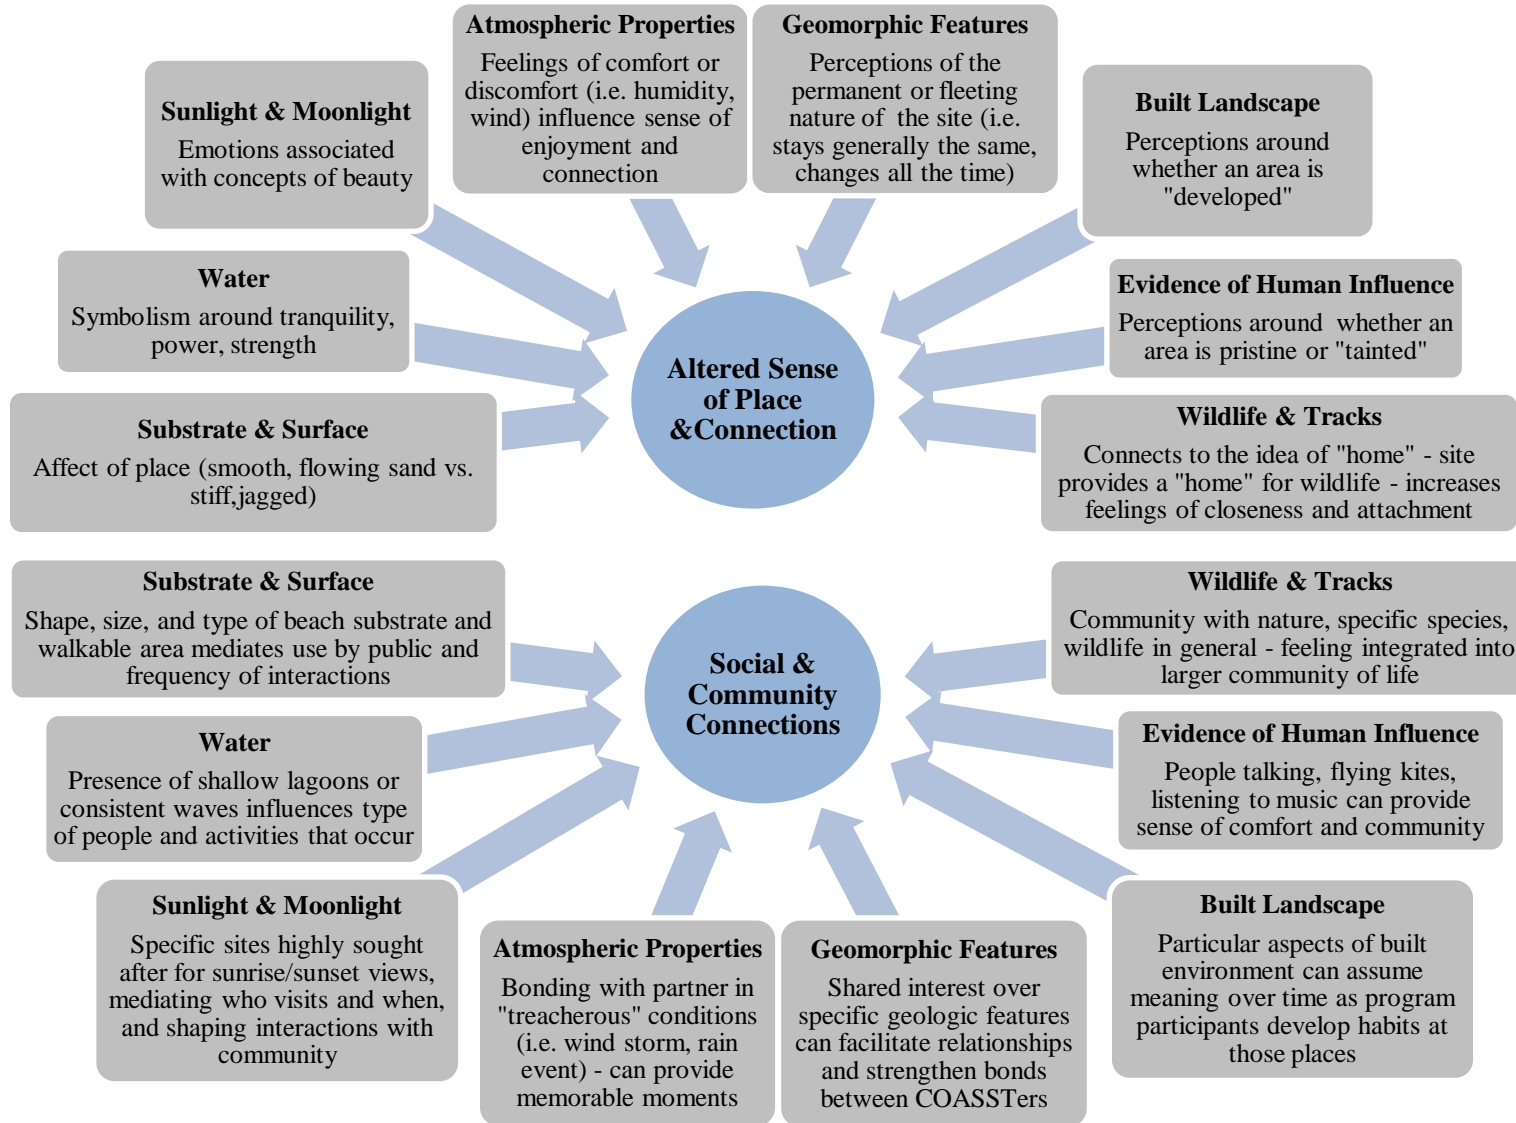 Atmospheric Properties
Feelings of comfort or
discomfort (i.e. humidity,
wind) influence sense of
enjoyment and
connection
Geomorphic Features
Perceptions of the
permanent or fleeting
nature of the site (i.e.
stays generally the same,
changes all the time)
Sunlight & Moonlight
Emotions associated
with concepts of beauty
Built Landscape
Perceptions around
whether an area is
"developed"
Water
Symbolism around tranquility,
power, strength
Evidence of Human Influence
Perceptions around whether an
area is pristine or "tainted"
Altered Sense
of Place
&Connection
Substrate & Surface
Affect of place (smooth, flowing sand vs.
stiff,jagged)
Wildlife & Tracks
Connects to the idea of "home" - site
provides a "home" for wildlife - increases
feelings of closeness and attachment
Substrate & Surface
Shape, size, and type of beach substrate and
walkable area mediates use by public and
frequency of interactions
Wildlife & Tracks
Community with nature, specific species,
wildlife in general - feeling integrated into
larger community of life
Social &
Community
Connections
Water
Presence of shallow lagoons or
consistent waves influences type
of people and activities that occur
Evidence of Human Influence
People talking, flying kites,
listening to music can provide
sense of comfort and community
Sunlight & Moonlight
Specific sites highly sought
after for sunrise/sunset views,
mediating who visits and when,
and shaping interactions with
community
Atmospheric Properties
Bonding with partner in
"treacherous" conditions
(i.e. wind storm, rain
event) - can provide
memorable moments
Geomorphic Features
Shared interest over
specific geologic features
can facilitate relationships
and strengthen bonds
between COASSTers
Built Landscape
Particular aspects of built
environment can assume
meaning over time as program
participants develop habits at
those places